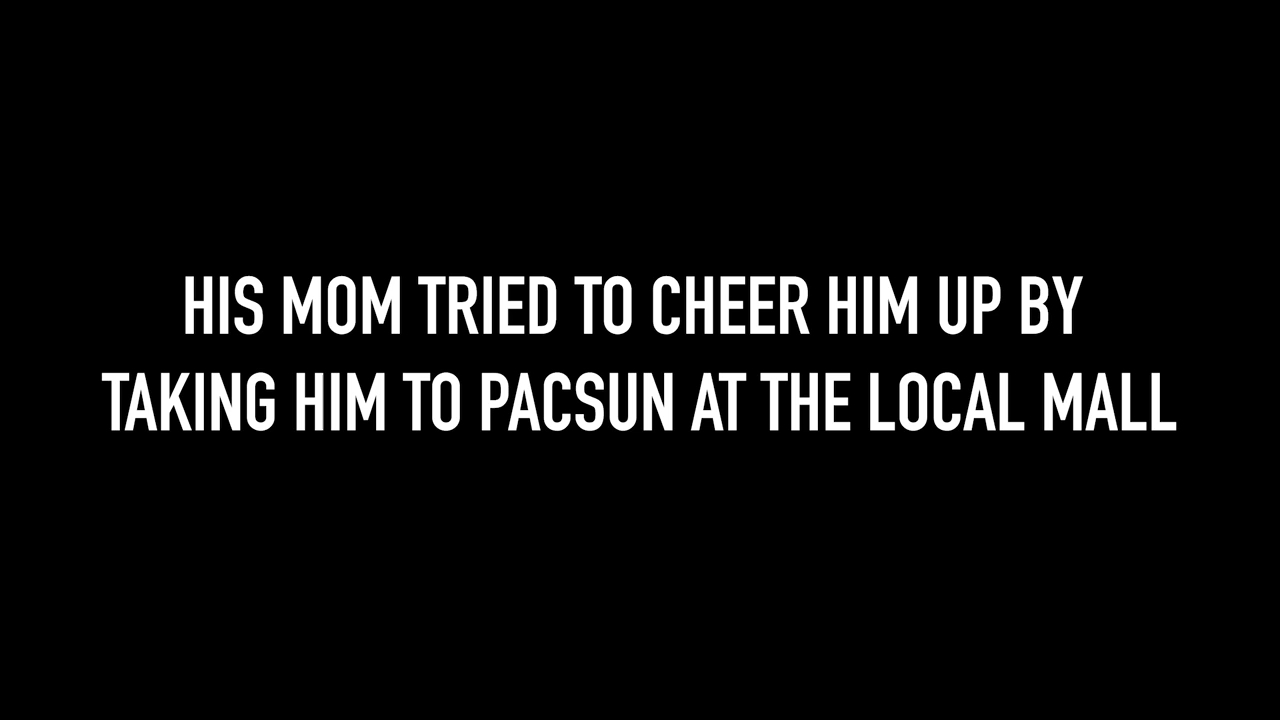 HIS MOM TRIED TO CHEER HIM UP BY
TAKING HIM TO PACSUN AT THE LOCAL MALL